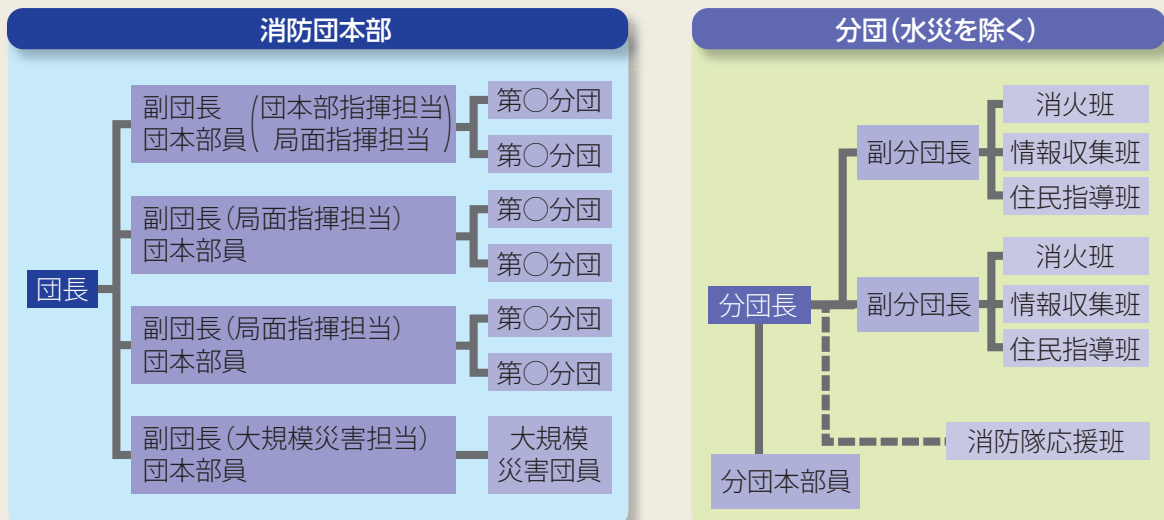 消防団本部
団長
副団長 (団本部指揮担当
団本部員 局面指揮担当)
第○分団
第○分団
副団長(局面指揮担当)
団本部員
第○分団
第○分団
副団長(局面指揮担当)
団本部員
第○分団
第○分団
副団長(大規模災害担当)
団本部員
大規模
災害団員
分団(水災を除く)
分団長
副分団長
消火班
情報収集班
住民指導班
副分団長
消火班
情報収集班
住民指導班
消防隊応援班
分団本部員